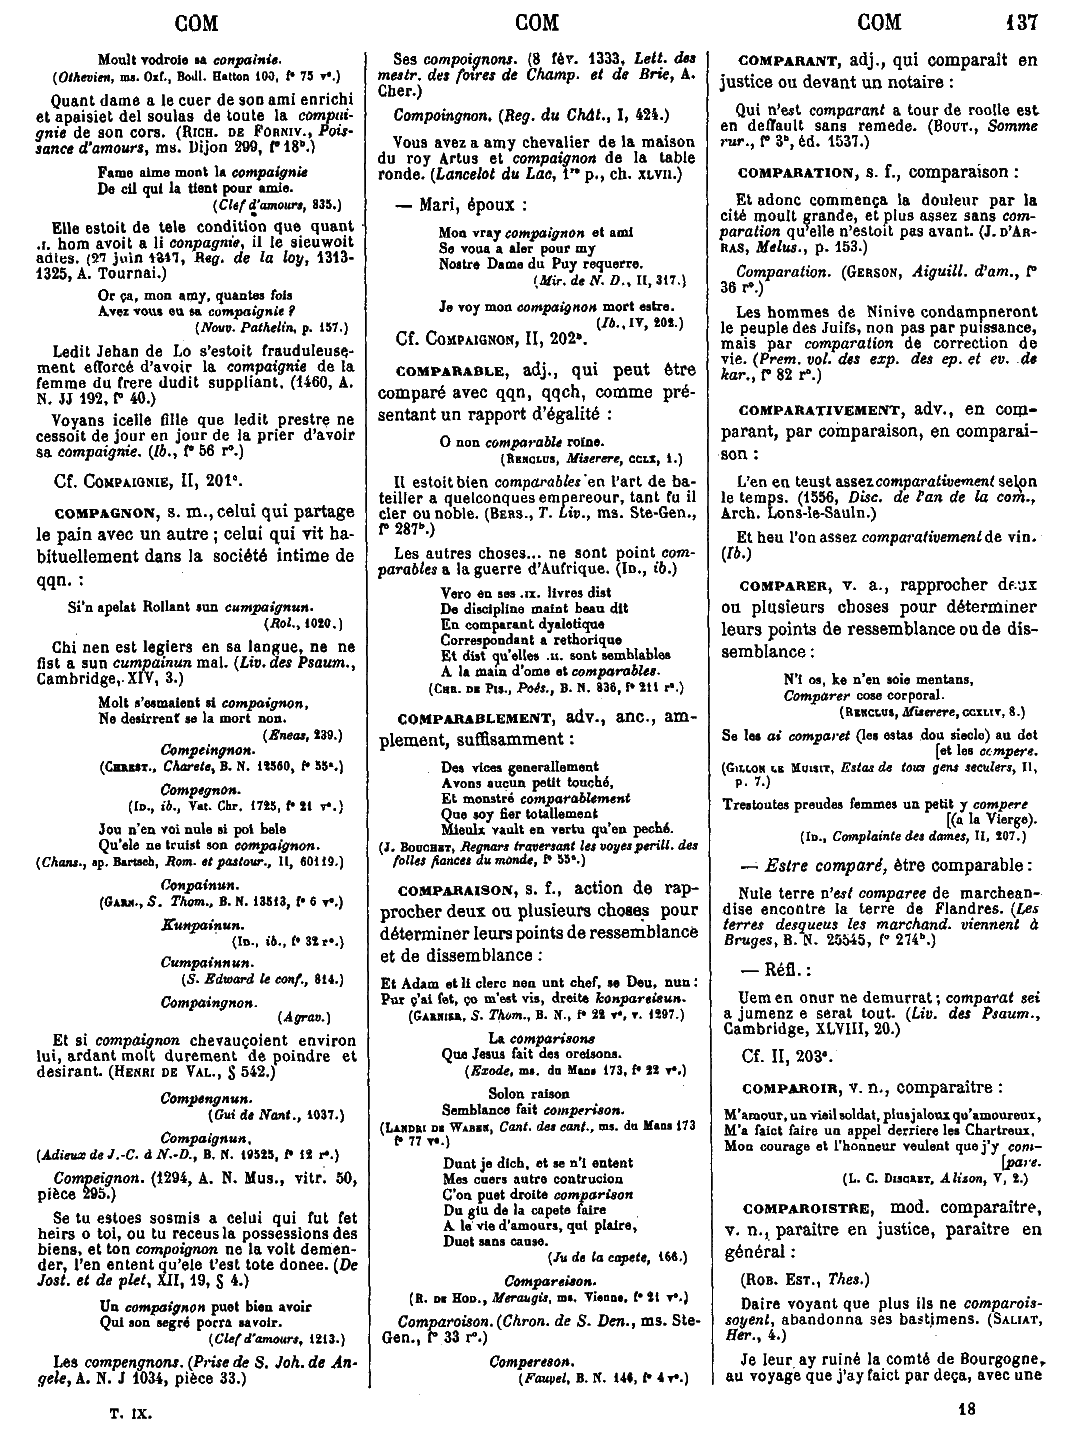 COM
COM
COM 137
Moult vodroie sa conpainie.
(Othevien, ms. Oxf., Bodl. Hatton 100, f° 75 v°.)
Quant dame a le cuer de son ami enrichi
et apaisiet del soulas de toute la compai-
gnie de son cors. (RICH. DE FORNIV., Pois-
sance d'amours, ms. Dijon 299, f° 18ᵇ.)
Fame aime mont la compaignie
De cil qui la tient pour amie.
(Clef d'amours, 835.)
Elle estoit de tele condition que quant
.I. hom avoit a li conpagnie, il le sieuwoit
adies. (27 juin 1317, Reg. de la loy, 1313-
1325, A. Tournai.)
Or ça, mon amy, quantes fois
Avez vous eu sa compaignie ?
(Nouv. Pathelin, p. 157.)
Ledit Jehan de Lo s'estoit frauduleuse-
ment efforcé d'avoir la compaignie de la
femme du frere dudit suppliant. (1460, A.
N. JJ 192, f° 40.)
Voyans icelle fille que ledit prestre ne
cessoit de jour en jour de la prier d'avoir
sa compaignie. (Ib., f° 56 r°.)
Cf. COMPAIGNIE, II, 201ᶜ.
COMPAGNON, s. m., celui qui partage
le pain avec un autre ; celui qui vit ha-
bituellement dans la société intime de
qqn. :
Si'n apelat Rollant sun cumpaignun.
(Rol., 1020.)
Chi nen est legiers en sa langue, ne ne
fist a sun cumpainun mal. (Liv. des Psaum.,
Cambridge, XIV, 3.)
Molt s'esmaient si compaignon,
Ne desirrent se la mort non.
(Eneas, 239.)
Compeingnon.
(CHREST., Charete, B. N. 12560, f° 55ᵃ.)
Compegnon.
(ID., ib., Vat. Chr. 1725, f° 21 v°.)
Jou n'en voi nule si pot bele
Qu'ele ne truist son compaignon.
(Chans., ap. Bartsch, Rom. et pastour., II, 60119.)
Conpainun.
(GARN., S. Thom., B. N. 13513, f° 6 v°.)
Kunpainun.
(ID., ib., f° 32 r°.)
Cumpainnun.
(S. Edward le conf., 814.)
Compaingnon.
(Agrav.)
Et si compaignon chevauçoient environ
lui, ardant molt durement de poindre et
desirant. (HENRI DE VAL., § 542.)
Compengnun.
(Gui de Nant., 1037.)
Compaignun.
(Adieux de J.-C. à N.-D., B. N. 19525, f° 12 r°.)
Compeignon. (1294, A. N. Mus., vitr. 50,
pièce 295.)
Se tu estoes sosmis a celui qui fut fet
heirs o toi, ou tu receus la possessions des
biens, et ton compoignon ne la volt demen-
der, l'en entent qu'ele t'est tote donee. (De
Jost. et de plet, XII, 19, § 4.)
Un compaignon puet bien avoir
Qui son segré porra savoir.
(Clef d'amours, 1213.)
Les compengnons. (Prise de S. Joh. de An-
gele, A. N. J 1034, pièce 33.)
T. IX.
Ses compoignons. (8 fév. 1333, Lett. des
mestr. des foires de Champ. et de Brie, A.
Cher.)
Compoingnon. (Reg. du Chât., I, 424.)
Vous avez a amy chevalier de la maison
du roy Artus et compaignon de la table
ronde. (Lancelot du Lac, 1ʳᵉ p., ch. XLVII.)
— Mari, époux :
Mon vray compaignon et ami
Se voua a aler pour my
Nostre Dame du Puy requerre.
(Mir. de N. D., II, 317.)
Je voy mon compaignon mort estre.
(Ib., IV, 202.)
Cf. COMPAIGNON, II, 202ᵇ.
COMPARABLE, adj., qui peut être
comparé avec qqn, qqch, comme pré-
sentant un rapport d'égalité :
O non comparable roïne.
(RENCLUS, Miserere, CCLX, 1.)
Il estoit bien comparables en l'art de ba-
teiller a quelconques empereour, tant fu il
cler ou noble. (BERS., T. Liv., ms. Ste-Gen.,
f° 287ᵇ.)
Les autres choses... ne sont point com-
parables a la guerre d'Aufrique. (ID., ib.)
Vero en ses .IX. livres dist
De discipline maint beau dit
En comparant dyaletique
Correspondant a rethorique
Et dist qu'elles .II. sont semblables
A la main d'ome et comparables.
(CHR. DE PIS., Poés., B. N. 836, f° 211 r°.)
COMPARABLEMENT, adv., anc., am-
plement, suffisamment :
Des vices generallement
Avons aucun petit touché,
Et monstré comparablement
Que soy fier totallement
Mieulx vault en vertu qu'en peché.
(J. BOUCHET, Regnars traversant les voyes perill. des
folles fiances du monde, f° 55ᵃ.)
COMPARAISON, s. f., action de rap-
procher deux ou plusieurs choses pour
déterminer leurs points de ressemblance
et de dissemblance :
Et Adam et li clerc nen unt chef, se Deu, nun :
Pur ç'ai fet, ço m'est vis, dreite konpareisun.
(GARNIER, S. Thom., B. N., f° 22 v°, v. 1297.)
La comparisons
Que Jesus fait des oreisons.
(Exode, ms. du Mans 173, f° 22 v°.)
Solon raison
Semblance fait comperison.
(LANDRI DE WABEN, Cant. des cant., ms. du Mans 173
f° 77 v°.)
Dunt je dich, et se n'i entent
Mes cuers autre contrucion
C'on puet droite comparison
Du giu de la capete faire
A le vie d'amours, qui plaire,
Duet sans cause.
(Ju de la capete, 166.)
Compareison.
(R. DE HOD., Meraugis, ms. Vienne, f° 21 v°.)
Comparoison. (Chron. de S. Den., ms. Ste-
Gen., f° 33 r°.)
Compereson.
(Fauvel, B. N. 146, f° 4 v°.)
COMPARANT, adj., qui comparaît en
justice ou devant un notaire :
Qui n'est comparant a tour de roolle est
en deffault sans remede. (BOUT., Somme
rur., f° 3ᵇ, éd. 1537.)
COMPARATION, s. f., comparaison :
Et adonc commença la douleur par la
cité moult grande, et plus assez sans com-
paration qu'elle n'estoit pas avant. (J. D'AR-
RAS, Melus., p. 153.)
Comparation. (GERSON, Aiguill. d'am., f°
36 r°.)
Les hommes de Ninive condampneront
le peuple des Juifs, non pas par puissance,
mais par comparation de correction de
vie. (Prem. vol. des exp. des ep. et ev. de
kar., f° 82 r°.)
COMPARATIVEMENT, adv., en com-
parant, par comparaison, en comparai-
son :
L'en en teust assez comparativement selon
le temps. (1556, Disc. de l'an de la com.,
Arch. Lons-le-Sauln.)
Et heu l'on assez comparativement de vin.
(Ib.)
COMPARER, v. a., rapprocher deux
ou plusieurs choses pour déterminer
leurs points de ressemblance ou de dis-
semblance :
N'i os, ke n'en soie mentans,
Comparer cose corporal.
(RENCLUS, Miserere, CCXLIV, 8.)
Se les ai comparet (les estas dou siecle) au det
[et les compere.
(GILLON LE MUISIT, Estas de tous gens seculers, II,
p. 7.)
Trestoutes preudes femmes un petit y compere
[(a la Vierge).
(ID., Complainte des dames, II, 207.)
— Estre comparé, être comparable :
Nule terre n'est comparee de marchean-
dise encontre la terre de Flandres. (Les
terres desqueus les marchand. viennent à
Bruges, B. N. 25545, f° 274ᵇ.)
— Réfl. :
Uem en onur ne demurrat ; comparat sei
a jumenz e serat tout. (Liv. des Psaum.,
Cambridge, XLVIII, 20.)
Cf. II, 203ᵃ.
COMPAROIR, v. n., comparaître :
M'amour, un vieil soldat, plus jaloux qu'amoureux,
M'a faict faire un appel derriere les Chartreux,
Mon courage et l'honneur veulent que j'y com-
[pare.
(L. C. DISCRET, Alison, V, 2.)
COMPAROISTRE, mod. comparaître,
v. n., paraître en justice, paraître en
général :
(ROB. EST., Thes.)
Daire voyant que plus ils ne comparois-
soyent, abandonna ses bastimens. (SALIAT,
Her., 4.)
Je leur ay ruiné la comté de Bourgogne,
au voyage que j'ay faict par deça, avec une
18